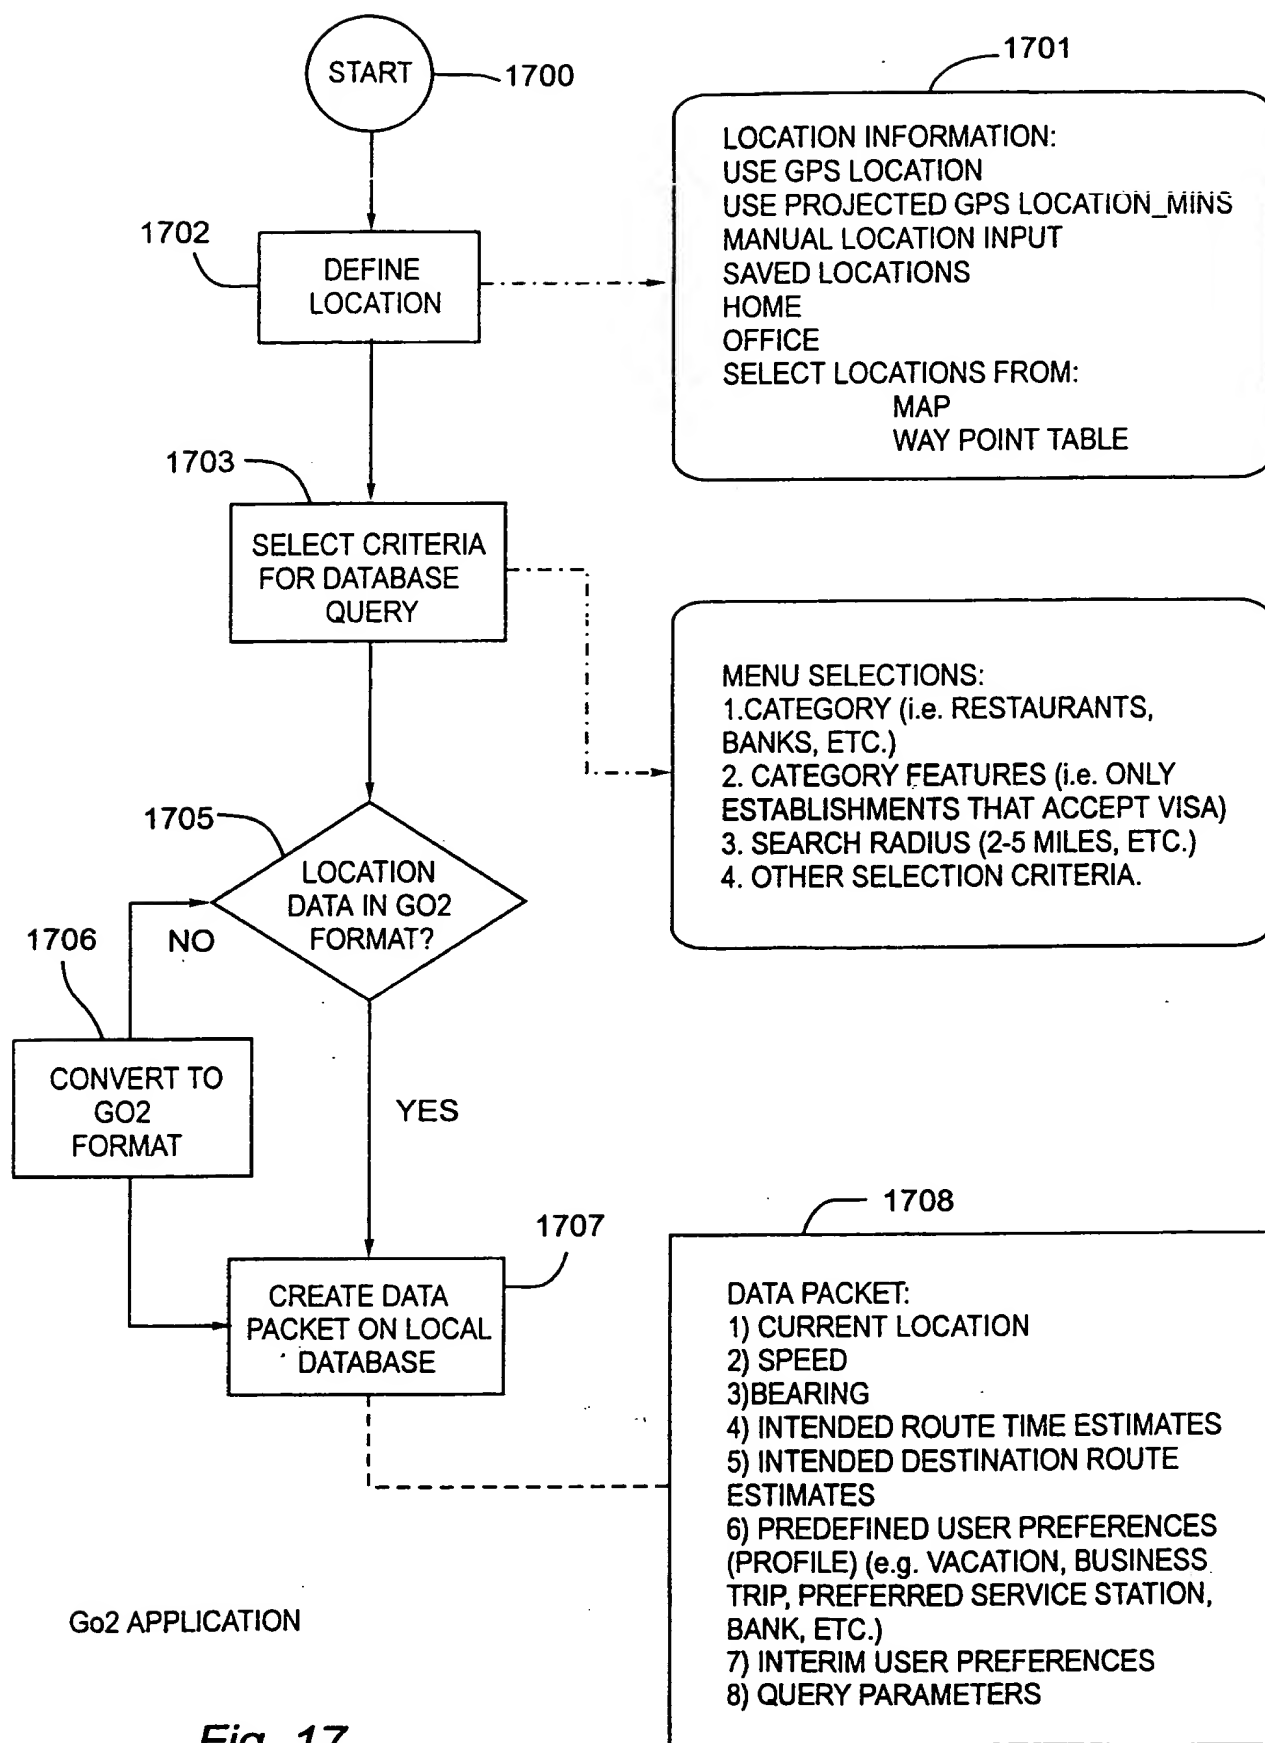 START
1700
1701
LOCATION INFORMATION:
USE GPS LOCATION
USE PROJECTED GPS LOCATION_MINS
MANUAL LOCATION INPUT
SAVED LOCATIONS
HOME
OFFICE
SELECT LOCATIONS FROM:
MAP
WAY POINT TABLE
1702
DEFINE
LOCATION
1703
SELECT CRITERIA
FOR DATABASE
QUERY
MENU SELECTIONS:
1.CATEGORY (i.e. RESTAURANTS,
BANKS, ETC.)
2. CATEGORY FEATURES (i.e. ONLY
ESTABLISHMENTS THAT ACCEPT VISA)
3. SEARCH RADIUS (2-5 MILES, ETC.)
4. OTHER SELECTION CRITERIA.
1705
LOCATION
DATA IN GO2
FORMAT?
NO
1706
CONVERT TO
GO2
FORMAT
YES
1707
CREATE DATA
PACKET ON LOCAL
DATABASE
1708
DATA PACKET:
1) CURRENT LOCATION
2) SPEED
3)BEARING
4) INTENDED ROUTE TIME ESTIMATES
5) INTENDED DESTINATION ROUTE
ESTIMATES
6) PREDEFINED USER PREFERENCES
(PROFILE) (e.g. VACATION, BUSINESS
TRIP, PREFERRED SERVICE STATION,
BANK, ETC.)
7) INTERIM USER PREFERENCES
8) QUERY PARAMETERS
Go2 APPLICATION
Fig. 17